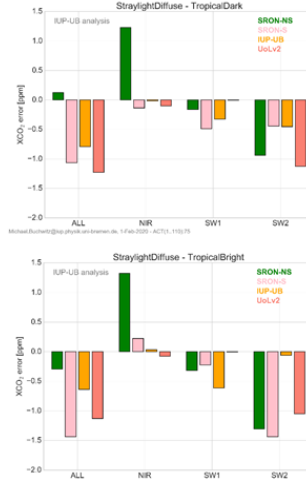 StraylightDiffuse - TropicalDark
IUP-UB analysis
SRON-NS
SRON-S
IUP-UB
UoLv2
XCO₂ error [ppm]
1.5
1.0
0.5
0.0
−0.5
−1.0
−1.5
−2.0
ALL NIR SW1 SW2
StraylightDiffuse - TropicalBright
IUP-UB analysis
SRON-NS
SRON-S
IUP-UB
UoLv2
XCO₂ error [ppm]
1.5
1.0
0.5
0.0
−0.5
−1.0
−1.5
−2.0
ALL NIR SW1 SW2